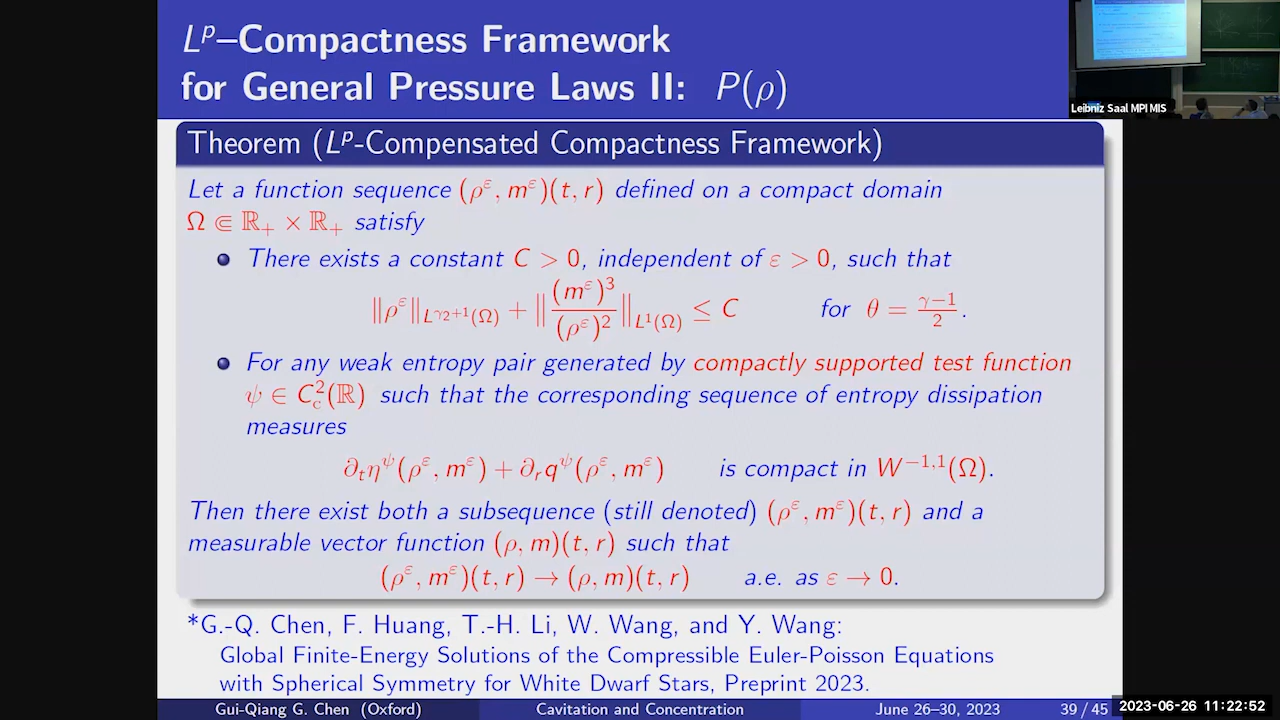 Lᵖ–Compactness Framework
Leibniz Saal MPI MIS
for General Pressure Laws II: P(ρ)
Theorem (Lᵖ-Compensated Compactness Framework)
Let a function sequence (ρ^ε, m^ε)(t, r) defined on a compact domain
Ω ⋐ ℝ₊ × ℝ₊ satisfy
There exists a constant C > 0, independent of ε > 0, such that
‖ρ^ε‖_{L^{γ₂+1}(Ω)} + ‖(m^ε)³/(ρ^ε)²‖_{L¹(Ω)} ≤ C for θ = (γ−1)/2 .
For any weak entropy pair generated by compactly supported test function
ψ ∈ C_c²(ℝ) such that the corresponding sequence of entropy dissipation
measures
∂_t η^ψ(ρ^ε, m^ε) + ∂_r q^ψ(ρ^ε, m^ε) is compact in W^{−1,1}(Ω).
Then there exist both a subsequence (still denoted) (ρ^ε, m^ε)(t, r) and a
measurable vector function (ρ, m)(t, r) such that
(ρ^ε, m^ε)(t, r) → (ρ, m)(t, r) a.e. as ε → 0.
*G.-Q. Chen, F. Huang, T.-H. Li, W. Wang, and Y. Wang:
Global Finite-Energy Solutions of the Compressible Euler-Poisson Equations
with Spherical Symmetry for White Dwarf Stars, Preprint 2023.
Gui-Qiang G. Chen (Oxford) Cavitation and Concentration June 26–30, 2023 39 / 45 2023-06-26 11:22:52